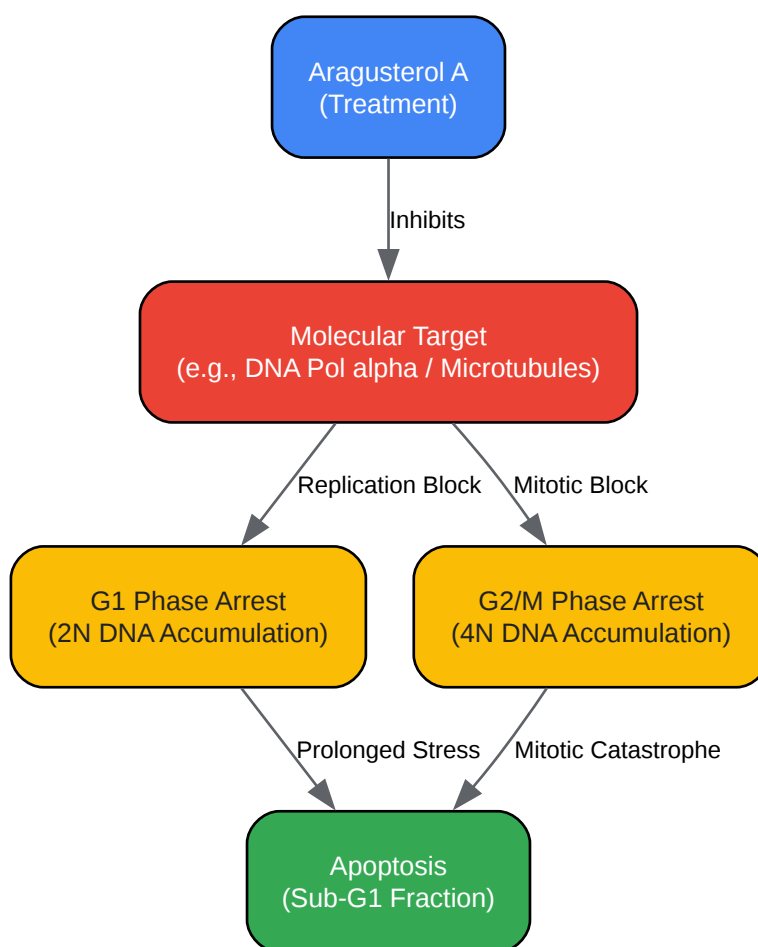 Aragusterol A
(Treatment)
Inhibits
Molecular Target
(e.g., DNA Pol alpha / Microtubules)
Replication Block
Mitotic Block
G1 Phase Arrest
(2N DNA Accumulation)
G2/M Phase Arrest
(4N DNA Accumulation)
Prolonged Stress
Mitotic Catastrophe
Apoptosis
(Sub-G1 Fraction)